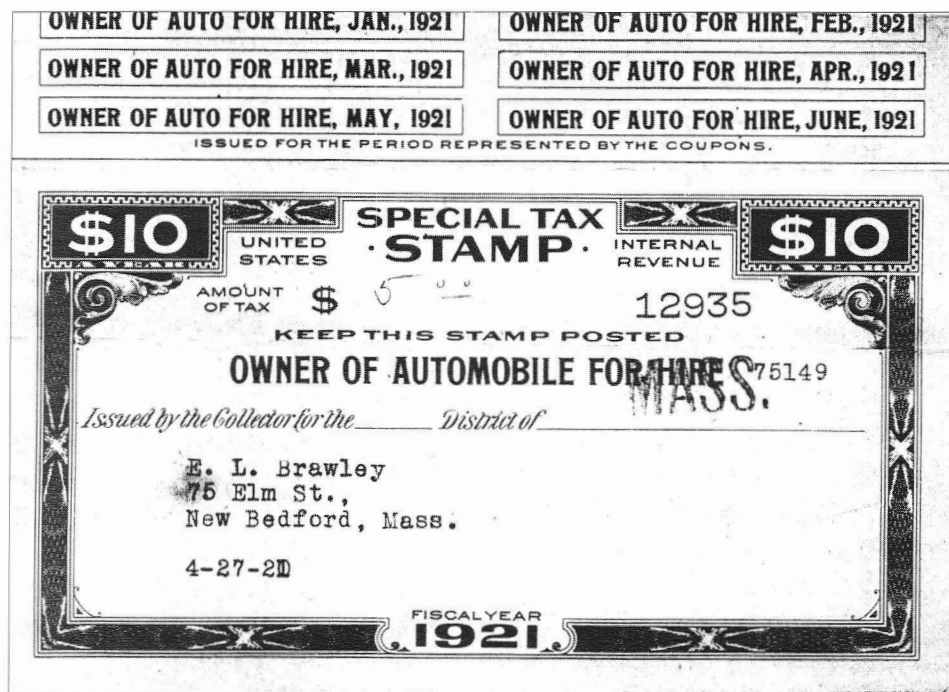 OWNER OF AUTO FOR HIRE, JAN., 1921
OWNER OF AUTO FOR HIRE, FEB., 1921
OWNER OF AUTO FOR HIRE, MAR., 1921
OWNER OF AUTO FOR HIRE, APR., 1921
OWNER OF AUTO FOR HIRE, MAY, 1921
OWNER OF AUTO FOR HIRE, JUNE, 1921
ISSUED FOR THE PERIOD REPRESENTED BY THE COUPONS.
$10
SPECIAL TAX
$10
UNITED STATES
· STAMP ·
INTERNAL REVENUE
AMOUNT OF TAX $ 5 00
12935
KEEP THIS STAMP POSTED
OWNER OF AUTOMOBILE FOR HIRE 75149
MASS.
Issued by the Collector for the ______ District of
E. L. Brawley
75 Elm St.,
New Bedford, Mass.
4-27-2
FISCAL YEAR
1921